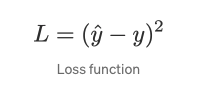 L = (ŷ − y)²
Loss function